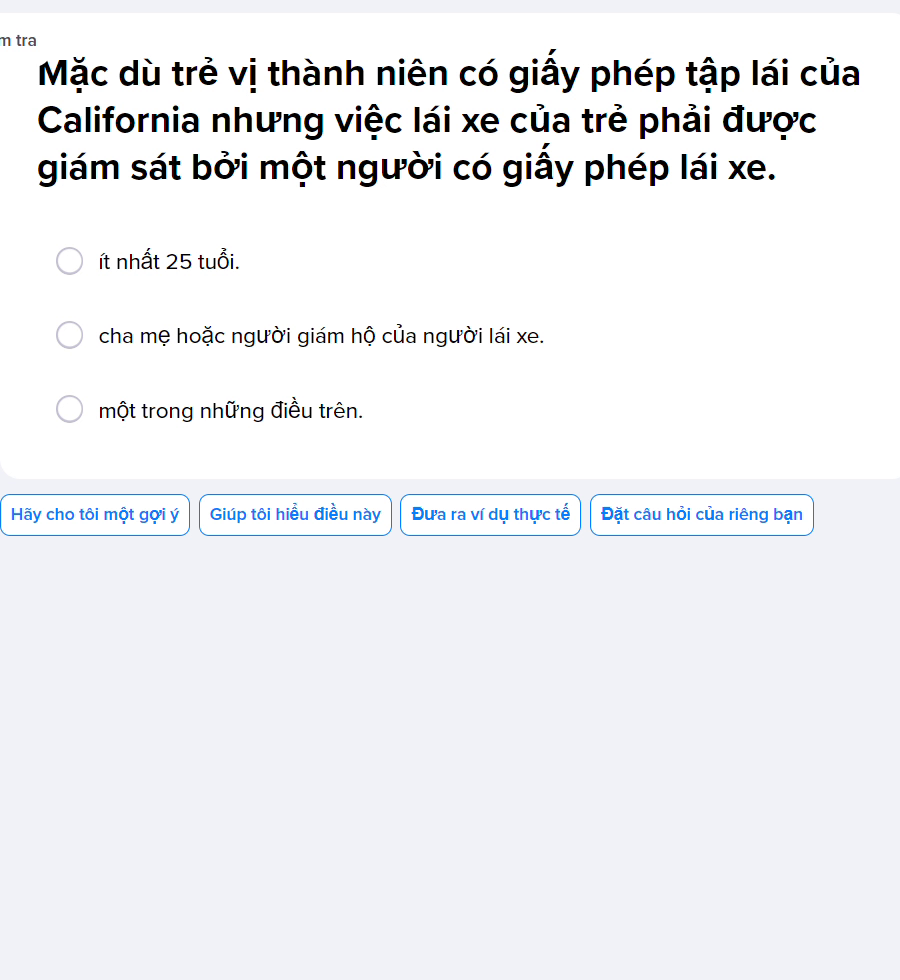 m tra
Mặc dù trẻ vị thành niên có giấy phép tập lái của
California nhưng việc lái xe của trẻ phải được
giám sát bởi một người có giấy phép lái xe.
ít nhất 25 tuổi.
cha mẹ hoặc người giám hộ của người lái xe.
một trong những điều trên.
Hãy cho tôi một gợi ý
Giúp tôi hiểu điều này
Đưa ra ví dụ thực tế
Đặt câu hỏi của riêng bạn